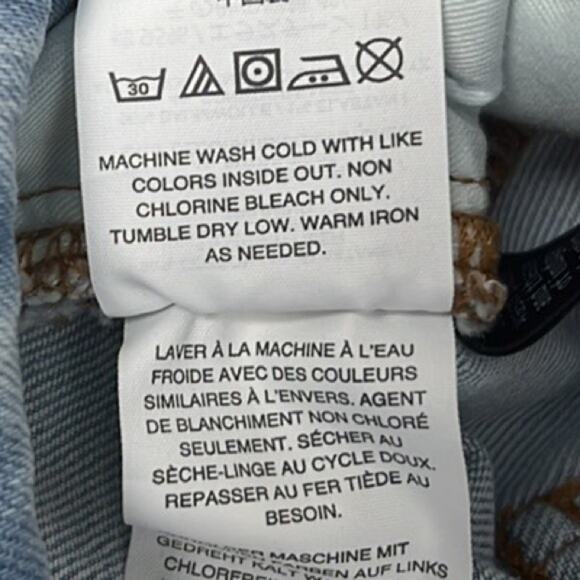 30
MACHINE WASH COLD WITH LIKE
COLORS INSIDE OUT. NON
CHLORINE BLEACH ONLY.
TUMBLE DRY LOW. WARM IRON
AS NEEDED.
LAVER À LA MACHINE À L'EAU
FROIDE AVEC DES COULEURS
SIMILAIRES À L'ENVERS. AGENT
DE BLANCHIMENT NON CHLORÉ
SEULEMENT. SÉCHER AU
SÈCHE-LINGE AU CYCLE DOUX.
REPASSER AU FER TIÈDE AU
BESOIN.
MASCHINE MIT
GEDREHT KALT AUF LINKS